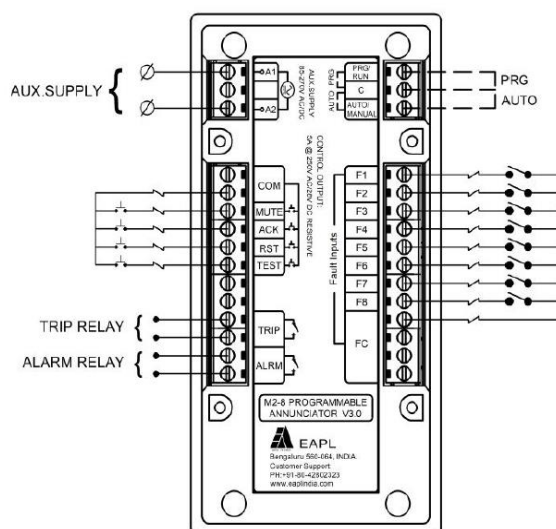 AUX.SUPPLY
A1
A2
AUX.SUPPLY
85-270V AC/DC
PRG
AUTO
PRG/
RUN
C
AUTO/
MANUAL
PRG
AUTO
COM
MUTE
ACK
RST
TEST
CONTROL OUTPUT:
5A @ 250V AC/28V DC RESISTIVE
Fault Inputs
F1
F2
F3
F4
F5
F6
F7
F8
FC
TRIP RELAY
TRIP
ALARM RELAY
ALRM
M2-8 PROGRAMMABLE
ANNUNCIATOR V3.0
EAPL
Bengaluru 560-064, INDIA.
Customer Support
PH:+91-80-42802323
www.eaplindia.com